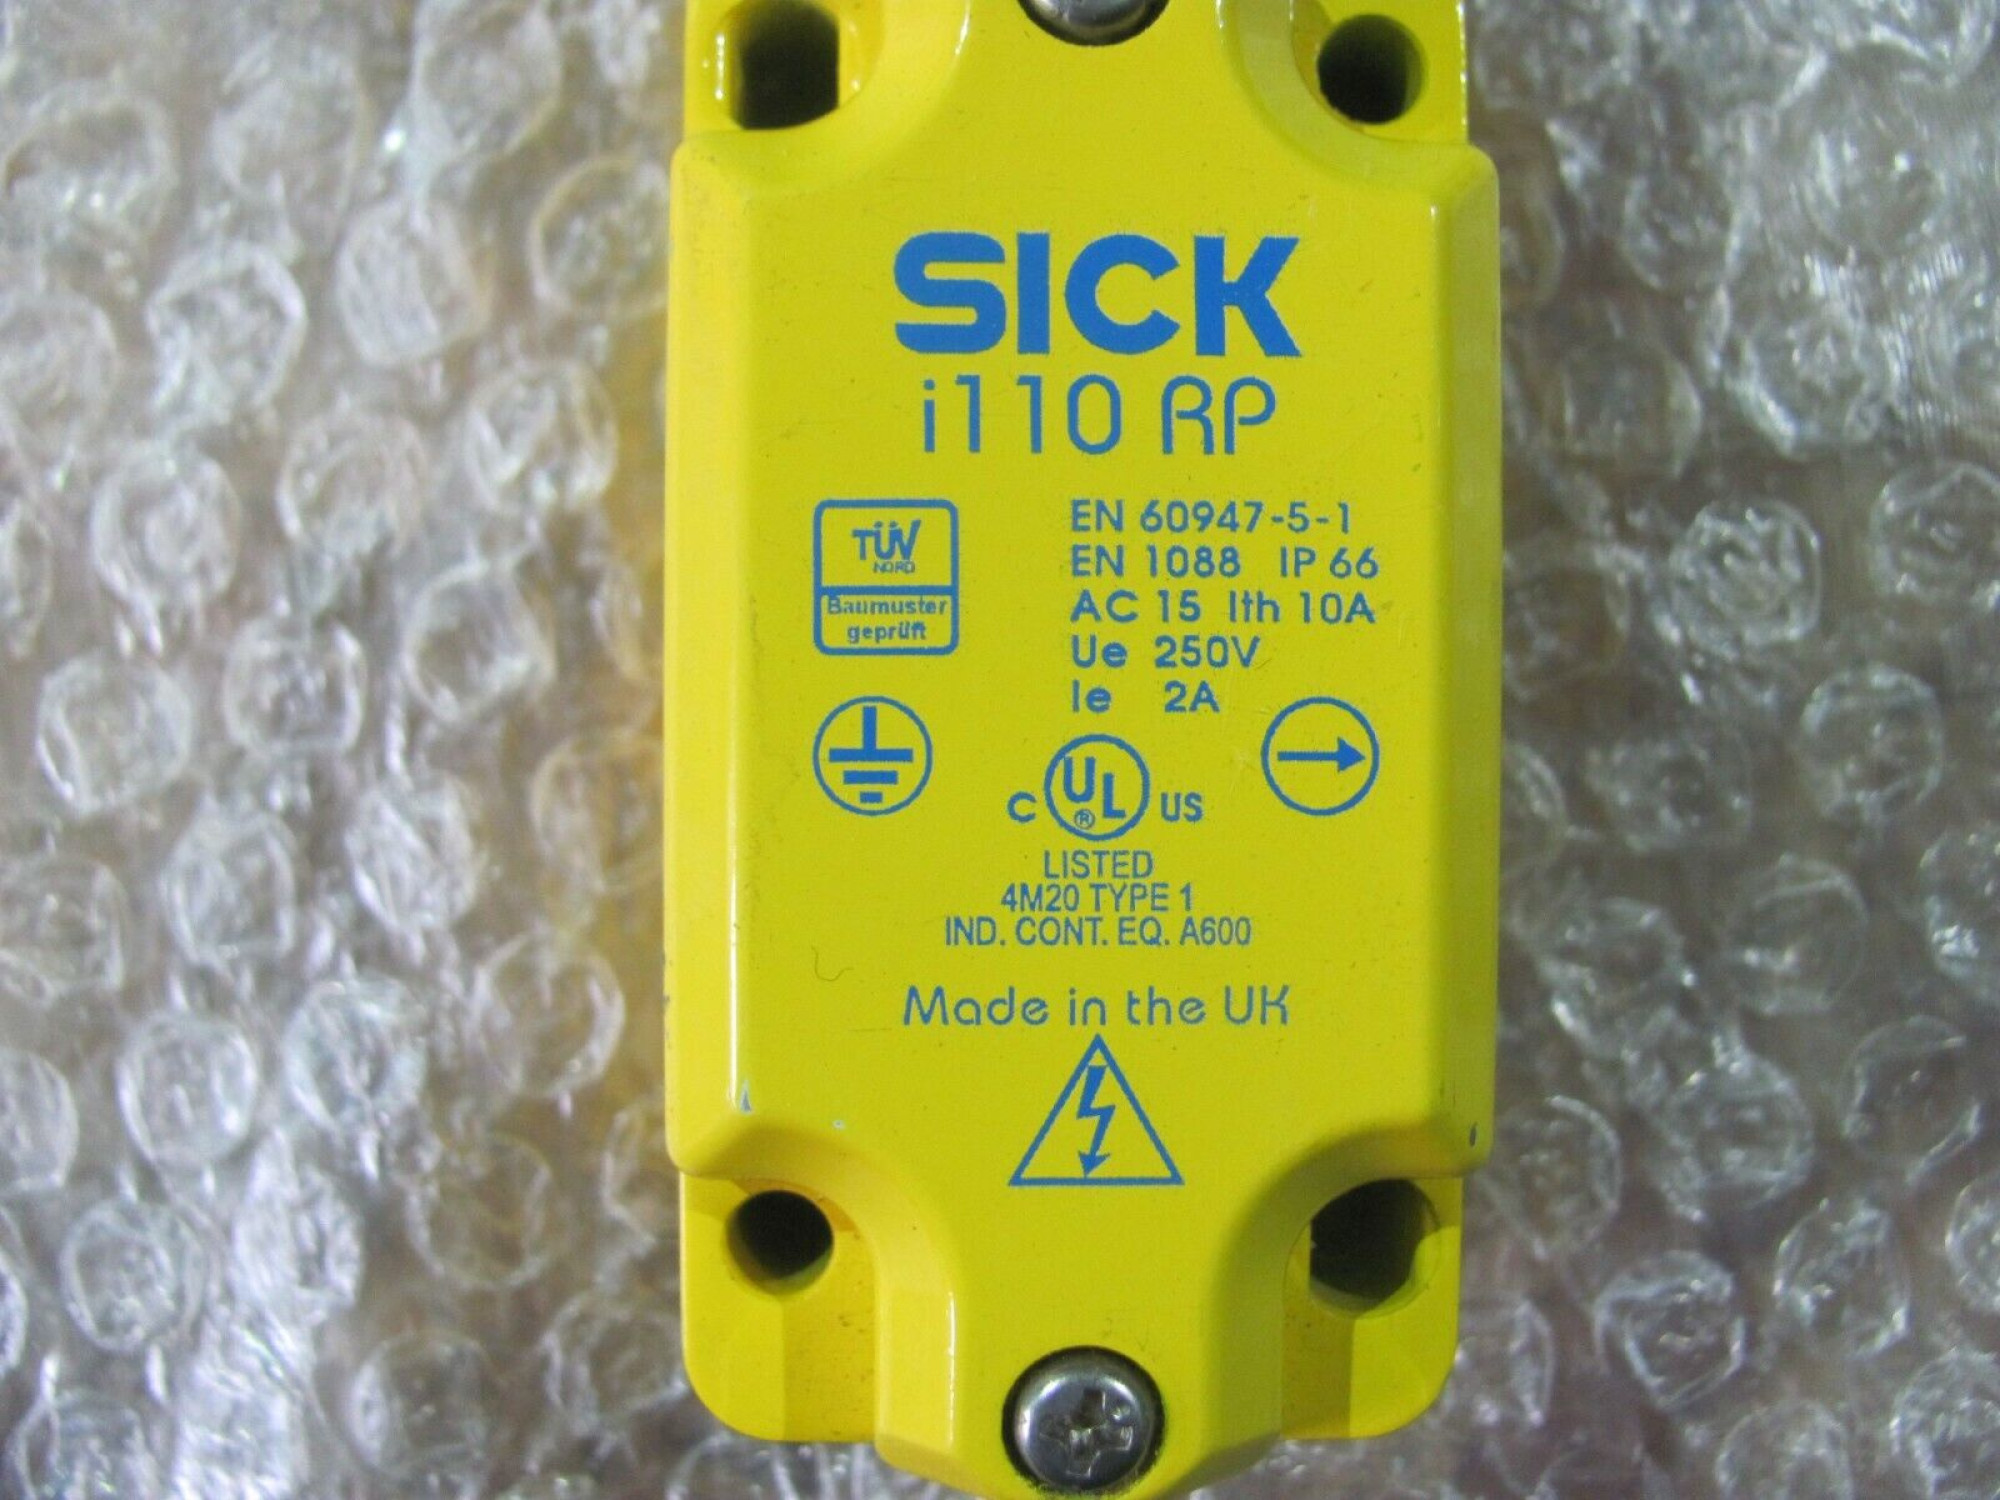 SICK
i110 RP
TÜV
NORD
Baumuster
geprüft
EN 60947-5-1
EN 1088 IP 66
AC 15 Ith 10A
Ue 250V
Ie 2A
C UL ® US
LISTED
4M20 TYPE 1
IND. CONT. EQ. A600
Made in the UK